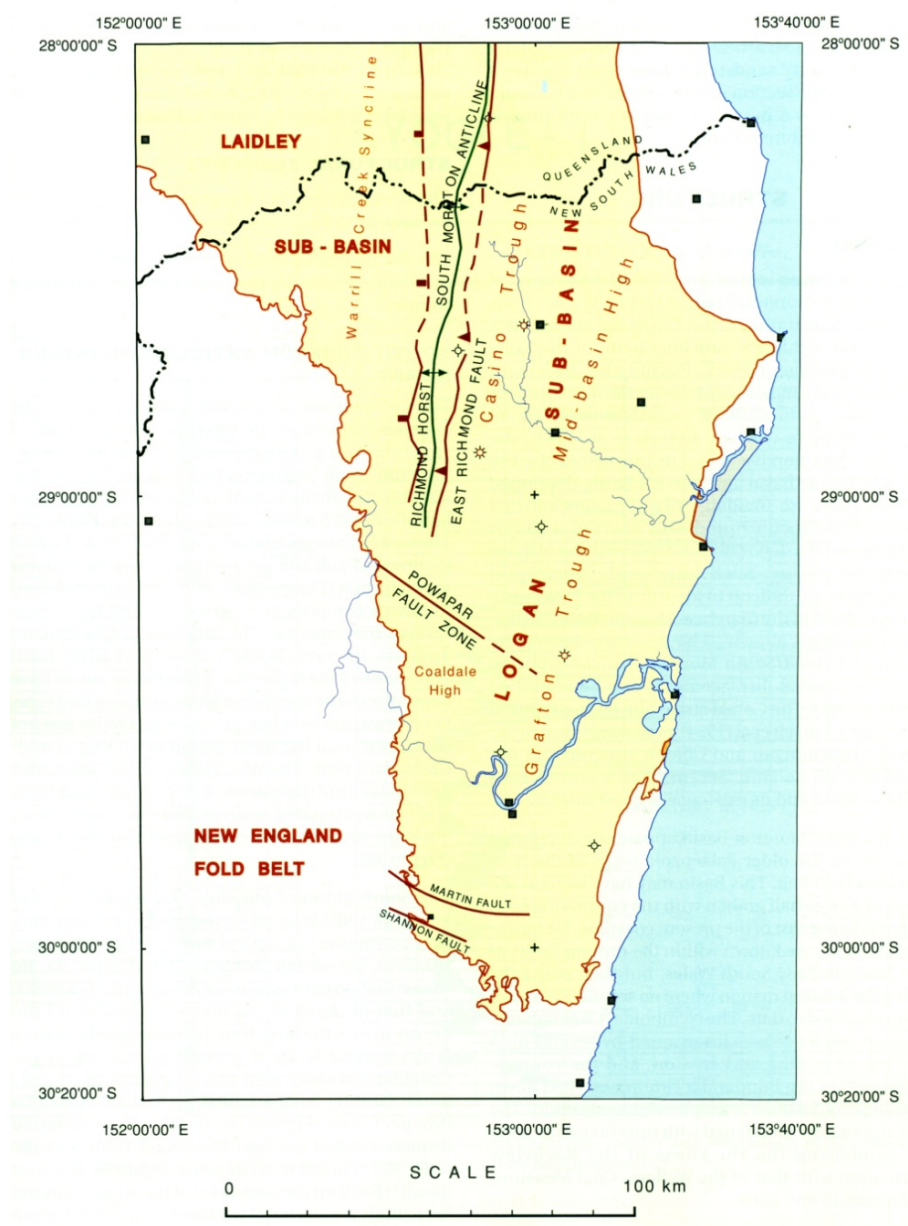 152°00'00" E
153°00'00" E
153°40'00" E
28°00'00" S
28°00'00" S
LAIDLEY
SUB - BASIN
Warrill Creek Syncline
SOUTH MORETON ANTICLINE
QUEENSLAND
NEW SOUTH WALES
Casino Trough
LOGAN SUB-BASIN
Mid-basin High
RICHMOND HORST
EAST RICHMOND FAULT
29°00'00" S
29°00'00" S
POWAPAR
FAULT ZONE
Coaldale
High
Grafton Trough
NEW ENGLAND
FOLD BELT
MARTIN FAULT
SHANNON FAULT
30°00'00" S
30°00'00" S
30°20'00" S
30°20'00" S
152°00'00" E
153°00'00" E
153°40'00" E
SCALE
0
100 km